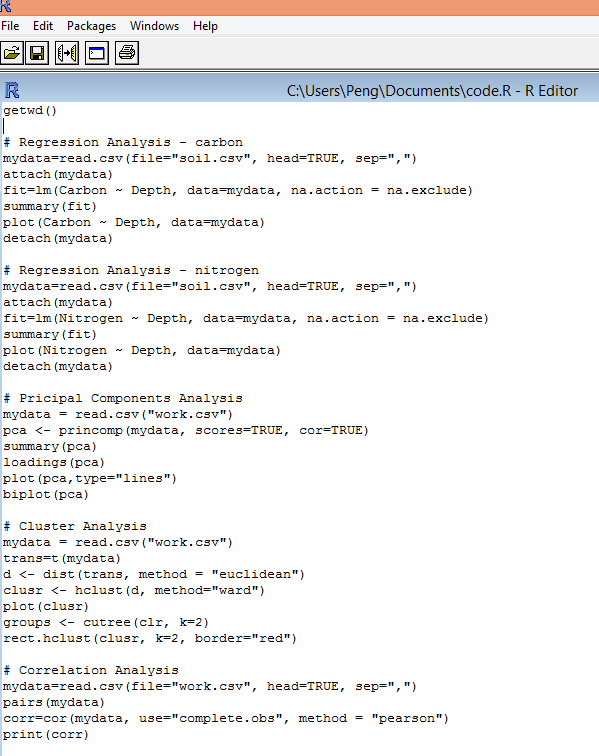 File Edit Packages Windows Help
C:\Users\Peng\Documents\code.R - R Editor
getwd()

# Regression Analysis - carbon
mydata=read.csv(file="soil.csv", head=TRUE, sep=",")
attach(mydata)
fit=lm(Carbon ~ Depth, data=mydata, na.action = na.exclude)
summary(fit)
plot(Carbon ~ Depth, data=mydata)
detach(mydata)

# Regression Analysis - nitrogen
mydata=read.csv(file="soil.csv", head=TRUE, sep=",")
attach(mydata)
fit=lm(Nitrogen ~ Depth, data=mydata, na.action = na.exclude)
summary(fit)
plot(Nitrogen ~ Depth, data=mydata)
detach(mydata)

# Pricipal Components Analysis
mydata = read.csv("work.csv")
pca <- princomp(mydata, scores=TRUE, cor=TRUE)
summary(pca)
loadings(pca)
plot(pca,type="lines")
biplot(pca)

# Cluster Analysis
mydata = read.csv("work.csv")
trans=t(mydata)
d <- dist(trans, method = "euclidean")
clusr <- hclust(d, method="ward")
plot(clusr)
groups <- cutree(clr, k=2)
rect.hclust(clusr, k=2, border="red")

# Correlation Analysis
mydata=read.csv(file="work.csv", head=TRUE, sep=",")
pairs(mydata)
corr=cor(mydata, use="complete.obs", method = "pearson")
print(corr)